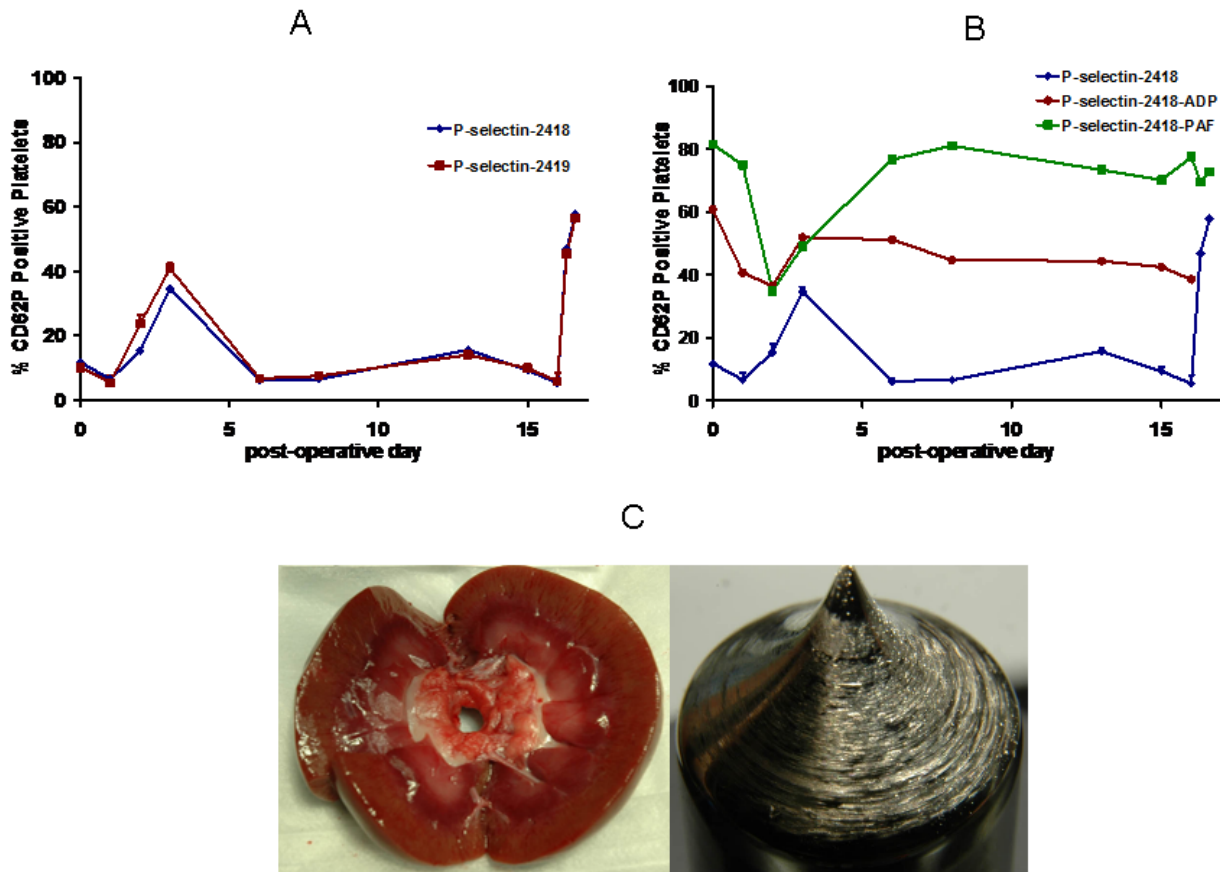 A
% CD62P Positive Platelete
100
80
60
40
20
0
P-selectin-2418
P-selectin-2419
0 5 10 15
post-operative day
B
% CD62P Positive Platelete
100
80
60
40
20
0
P-selectin-2418
P-selectin-2418-ADP
P-selectin-2418-PAF
0 5 10 15
post-operative day
C